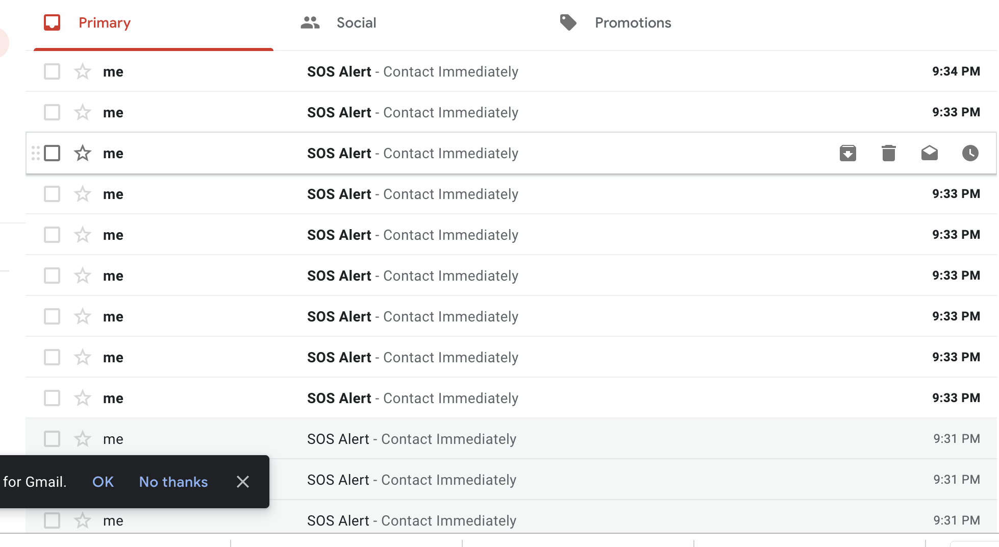 Primary Social Promotions
me SOS Alert - Contact Immediately 9:34 PM
me SOS Alert - Contact Immediately 9:33 PM
me SOS Alert - Contact Immediately
me SOS Alert - Contact Immediately 9:33 PM
me SOS Alert - Contact Immediately 9:33 PM
me SOS Alert - Contact Immediately 9:33 PM
me SOS Alert - Contact Immediately 9:33 PM
me SOS Alert - Contact Immediately 9:33 PM
me SOS Alert - Contact Immediately 9:33 PM
me SOS Alert - Contact Immediately 9:31 PM
for Gmail. OK No thanks SOS Alert - Contact Immediately 9:31 PM
me SOS Alert - Contact Immediately 9:31 PM